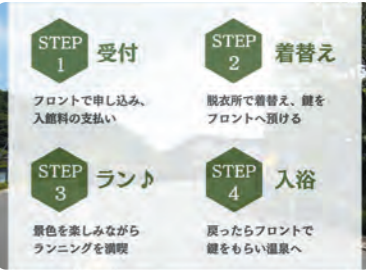 STEP
1
受付
フロントで申し込み、
入館料の支払い
STEP
2
着替え
脱衣所で着替え、鍵を
フロントへ預ける
STEP
3
ラン♪
景色を楽しみながら
ランニングを満喫
STEP
4
入浴
戻ったらフロントで
鍵をもらい温泉へ